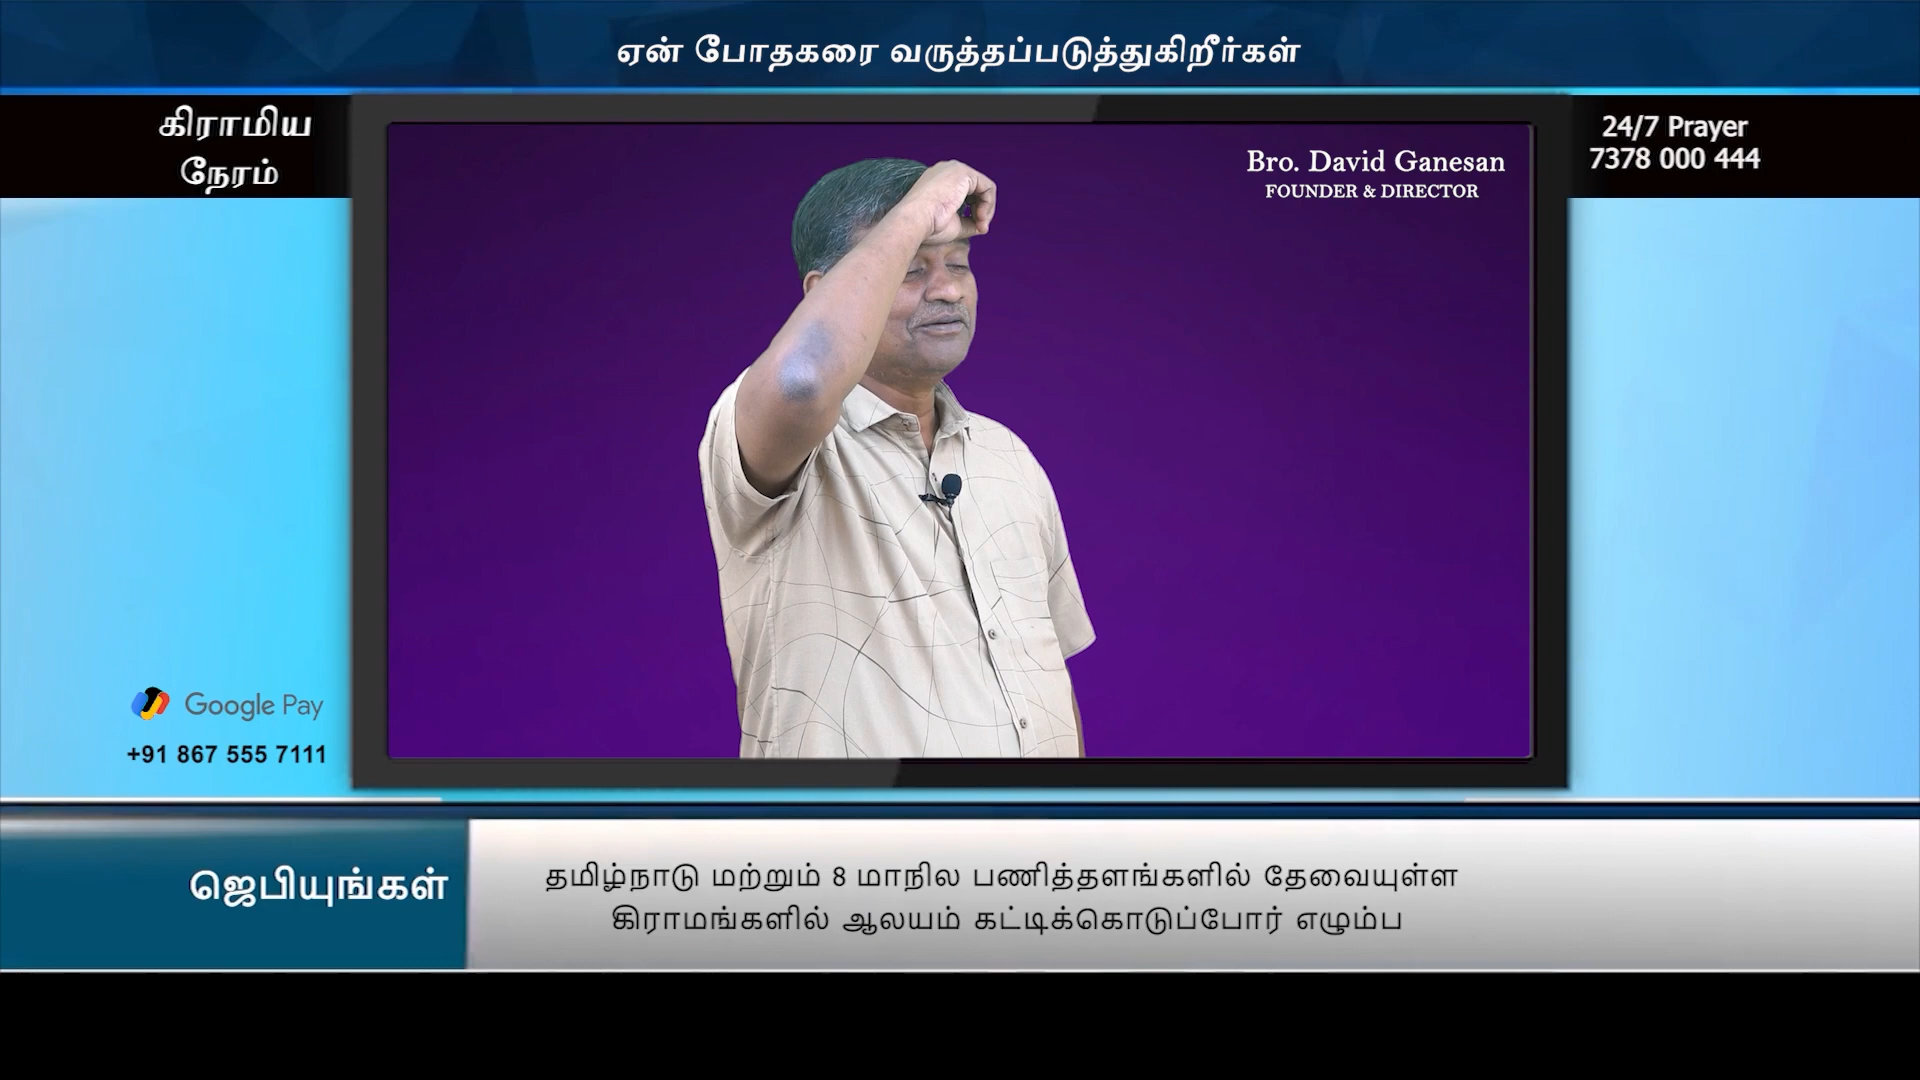 ஏன் போதகரை வருத்தப்படுத்துகிறீர்கள்
கிராமிய
நேரம்
24/7 Prayer
7378 000 444
Bro. David Ganesan
FOUNDER & DIRECTOR
Google Pay
+91 867 555 7111
ஜெபியுங்கள்
தமிழ்நாடு மற்றும் 8 மாநில பணித்தளங்களில் தேவையுள்ள
கிராமங்களில் ஆலயம் கட்டிக்கொடுப்போர் எழும்ப